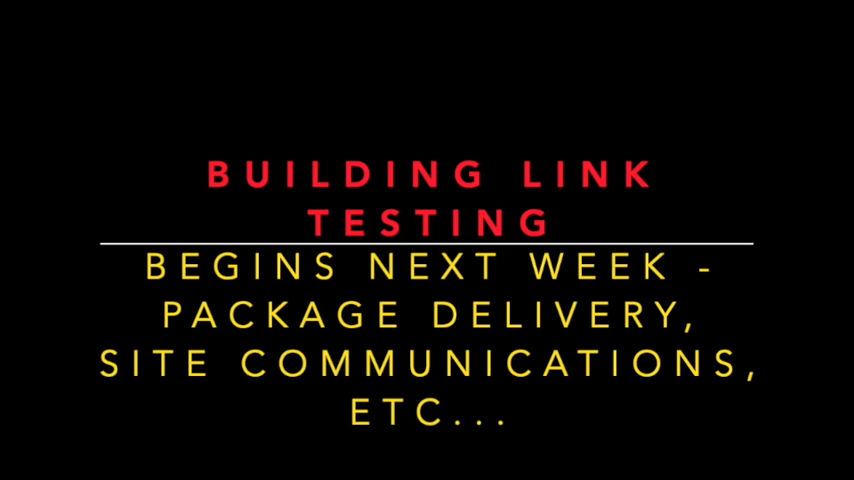 BUILDING LINK
TESTING
BEGINS NEXT WEEK -
PACKAGE DELIVERY,
SITE COMMUNICATIONS,
ETC...